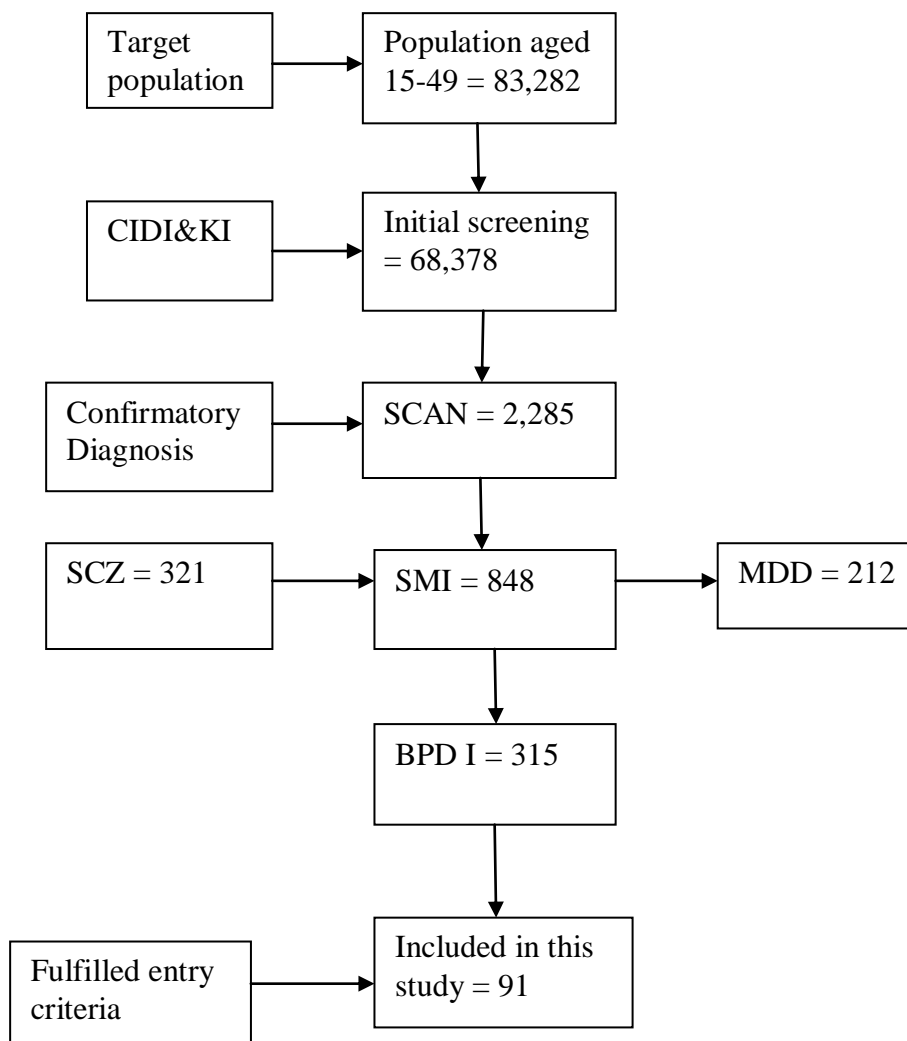 Target
population
Population aged
15-49 = 83,282
CIDI&KI
Initial screening
= 68,378
Confirmatory
Diagnosis
SCAN = 2,285
SCZ = 321
SMI = 848
MDD = 212
BPD I = 315
Fulfilled entry
criteria
Included in this
study = 91